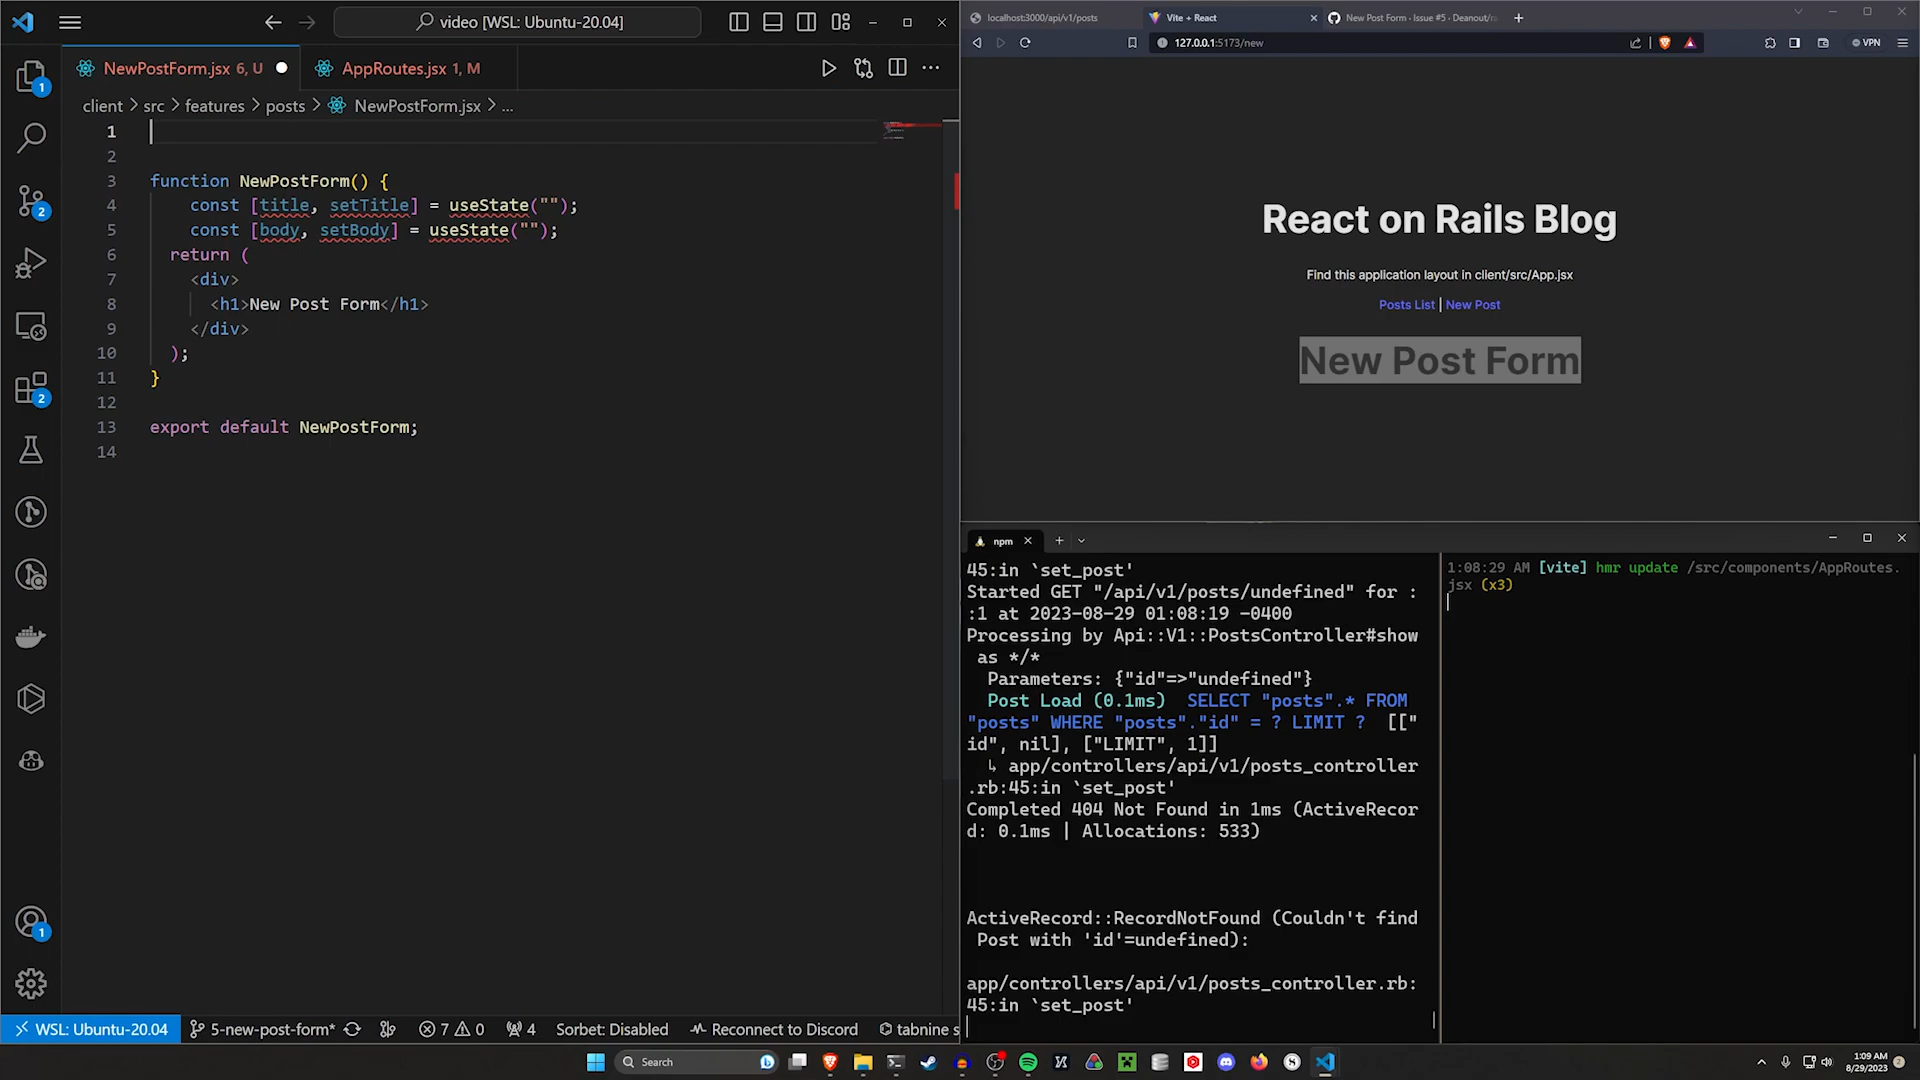 video [WSL: Ubuntu-20.04]
NewPostForm.jsx 6, U
AppRoutes.jsx 1, M
client > src > features > posts > NewPostForm.jsx > ...
1
2
3 function NewPostForm() {
4 const [title, setTitle] = useState("");
5 const [body, setBody] = useState("");
6 return (
7 <div>
8 <h1>New Post Form</h1>
9 </div>
10 );
11 }
12
13 export default NewPostForm;
14
1
2
2
1
WSL: Ubuntu-20.04
5-new-post-form*
7 0
4
Sorbet: Disabled
Reconnect to Discord
tabnine s
localhost:3000/api/v1/posts
Vite + React
New Post Form · Issue #5 · Deanout/r
127.0.0.1:5173/new
VPN
React on Rails Blog
Find this application layout in client/src/App.jsx
Posts List | New Post
New Post Form
npm
45:in `set_post'
Started GET "/api/v1/posts/undefined" for :
:1 at 2023-08-29 01:08:19 -0400
Processing by Api::V1::PostsController#show
as */*
Parameters: {"id"=>"undefined"}
Post Load (0.1ms) SELECT "posts".* FROM
"posts" WHERE "posts"."id" = ? LIMIT ? [["
id", nil], ["LIMIT", 1]]
↳ app/controllers/api/v1/posts_controller
.rb:45:in `set_post'
Completed 404 Not Found in 1ms (ActiveRecor
d: 0.1ms | Allocations: 533)
ActiveRecord::RecordNotFound (Couldn't find
Post with 'id'=undefined):
app/controllers/api/v1/posts_controller.rb:
45:in `set_post'
1:08:29 AM [vite] hmr update /src/components/AppRoutes.
jsx (x3)
Search
1:09 AM
8/29/2023
2